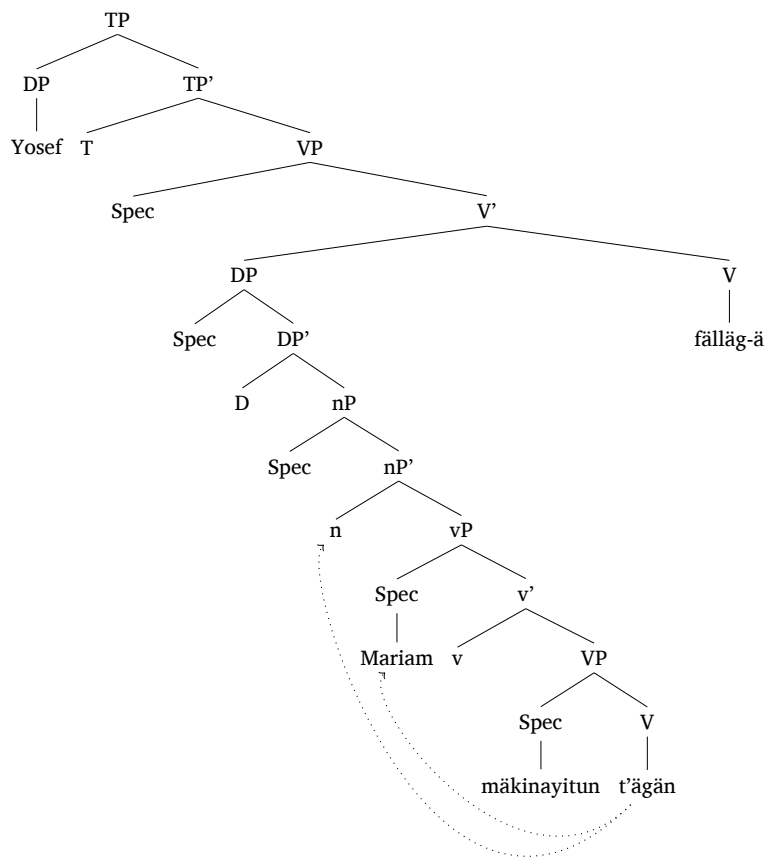 TP
DP TP’
Yosef T VP
Spec V’
DP V
Spec DP’ fälläg-ä
D nP
Spec nP’
n vP
Spec v’
Mariam v VP
Spec V
mäkinayitun t’ägän